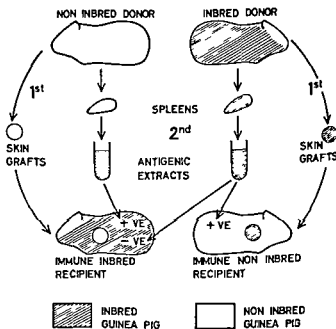 NON INBRED DONOR
INBRED DONOR
1st
1st
SPLEENS
2nd
SKIN
GRAFTS
ANTIGENIC
EXTRACTS
SKIN
GRAFTS
+ VE
- VE
+ VE
IMMUNE INBRED
RECIPIENT
IMMUNE NON INBRED
RECIPIENT
INBRED
GUINEA PIG
NON INBRED
GUINEA PIG